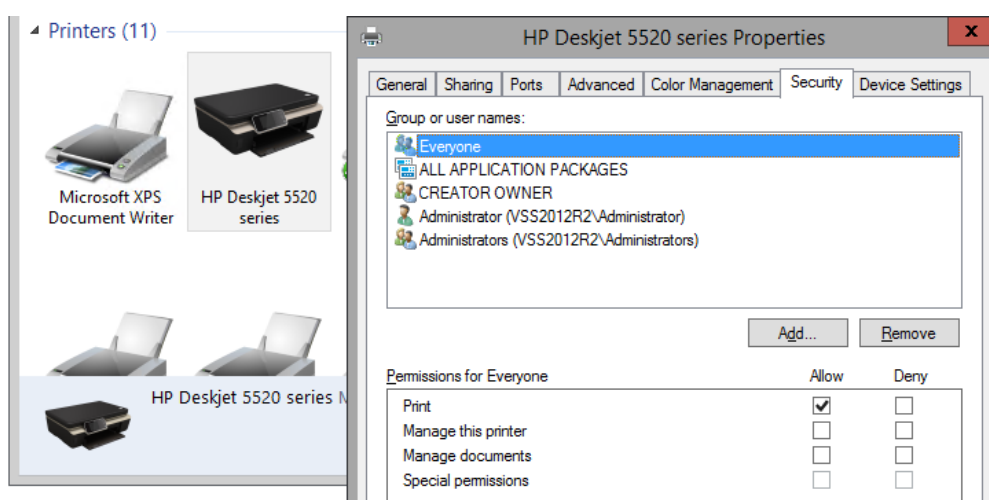 Printers (11)
Microsoft XPS
Document Writer
HP Deskjet 5520
series
HP Deskjet 5520 series
HP Deskjet 5520 series Properties
x
General Sharing Ports Advanced Color Management Security Device Settings
Group or user names:
Everyone
ALL APPLICATION PACKAGES
CREATOR OWNER
Administrator (VSS2012R2\Administrator)
Administrators (VSS2012R2\Administrators)
Add... Remove
Permissions for Everyone Allow Deny
Print
Manage this printer
Manage documents
Special permissions